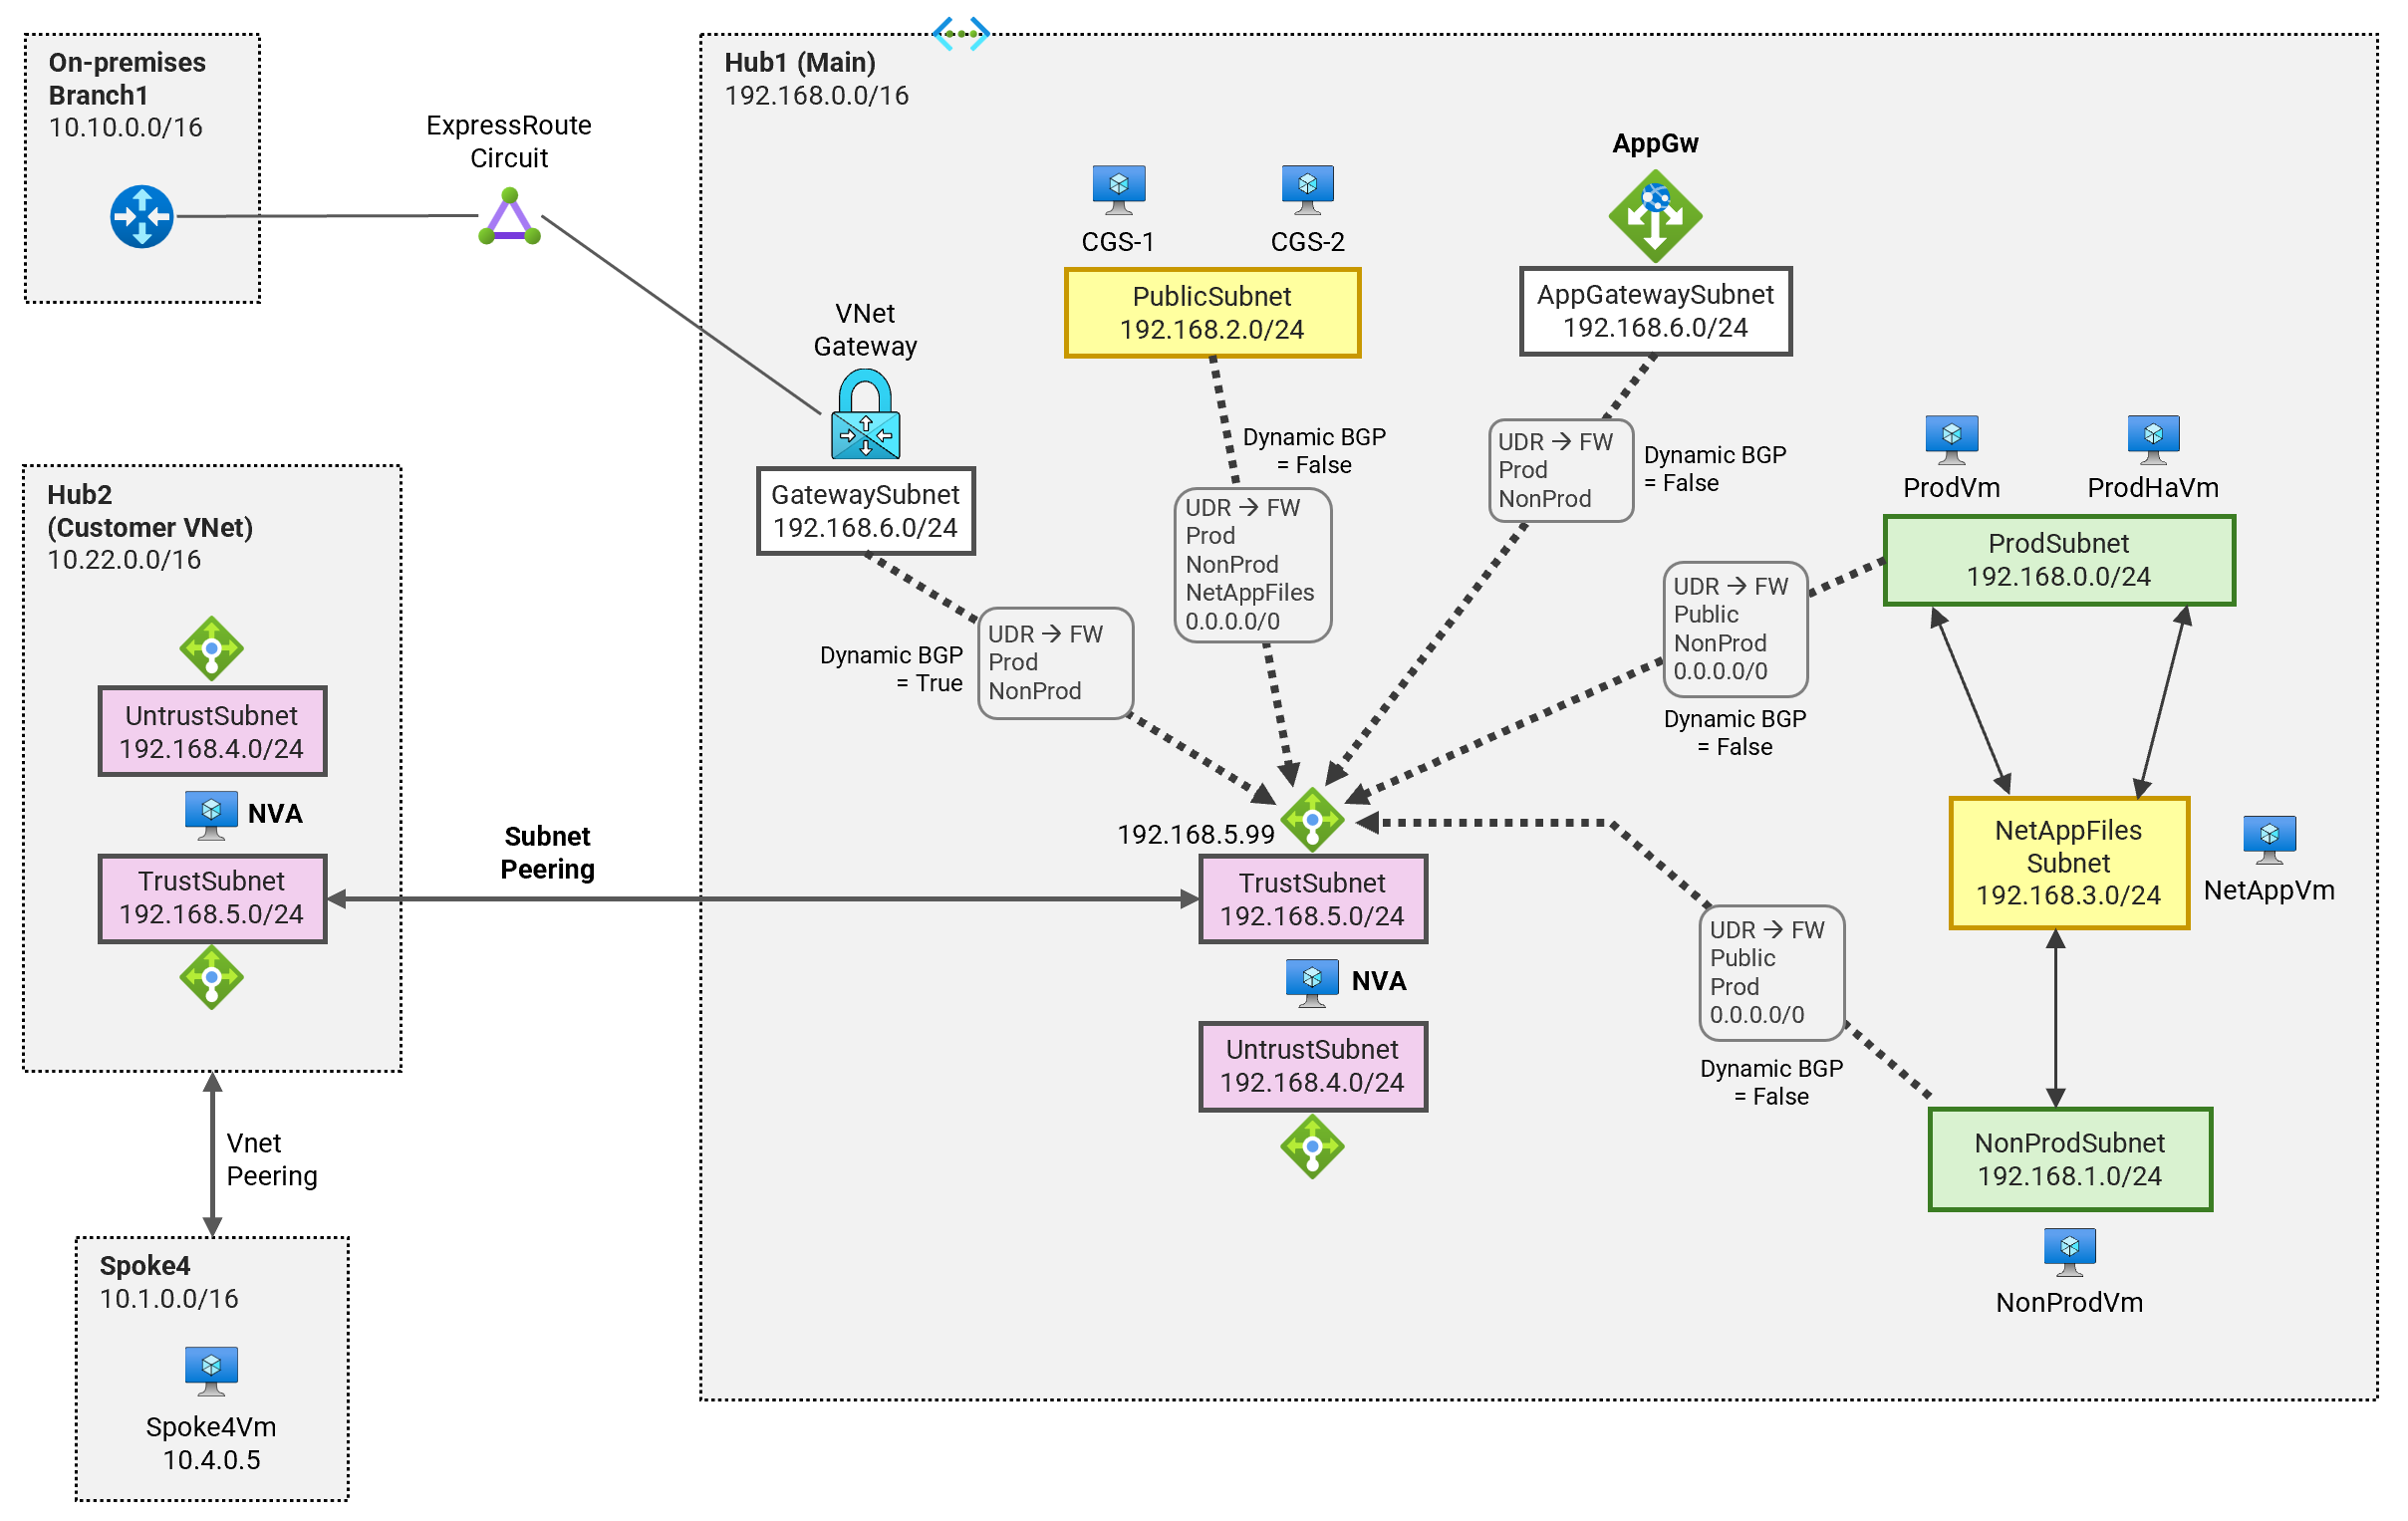 On-premises
Branch1
10.10.0.0/16
ExpressRoute
Circuit
Hub1 (Main)
192.168.0.0/16
VNet
Gateway
GatewaySubnet
192.168.6.0/24
Dynamic BGP
= True
UDR → FW
Prod
NonProd
CGS-1
CGS-2
PublicSubnet
192.168.2.0/24
Dynamic BGP
= False
UDR → FW
Prod
NonProd
NetAppFiles
0.0.0.0/0
AppGw
AppGatewaySubnet
192.168.6.0/24
UDR → FW
Prod
NonProd
Dynamic BGP
= False
ProdVm
ProdHaVm
ProdSubnet
192.168.0.0/24
UDR → FW
Public
NonProd
0.0.0.0/0
Dynamic BGP
= False
Hub2
(Customer VNet)
10.22.0.0/16
UntrustSubnet
192.168.4.0/24
NVA
TrustSubnet
192.168.5.0/24
Subnet
Peering
192.168.5.99
TrustSubnet
192.168.5.0/24
NVA
UntrustSubnet
192.168.4.0/24
NetAppFiles
Subnet
192.168.3.0/24
NetAppVm
UDR → FW
Public
Prod
0.0.0.0/0
Dynamic BGP
= False
NonProdSubnet
192.168.1.0/24
NonProdVm
Vnet
Peering
Spoke4
10.1.0.0/16
Spoke4Vm
10.4.0.5